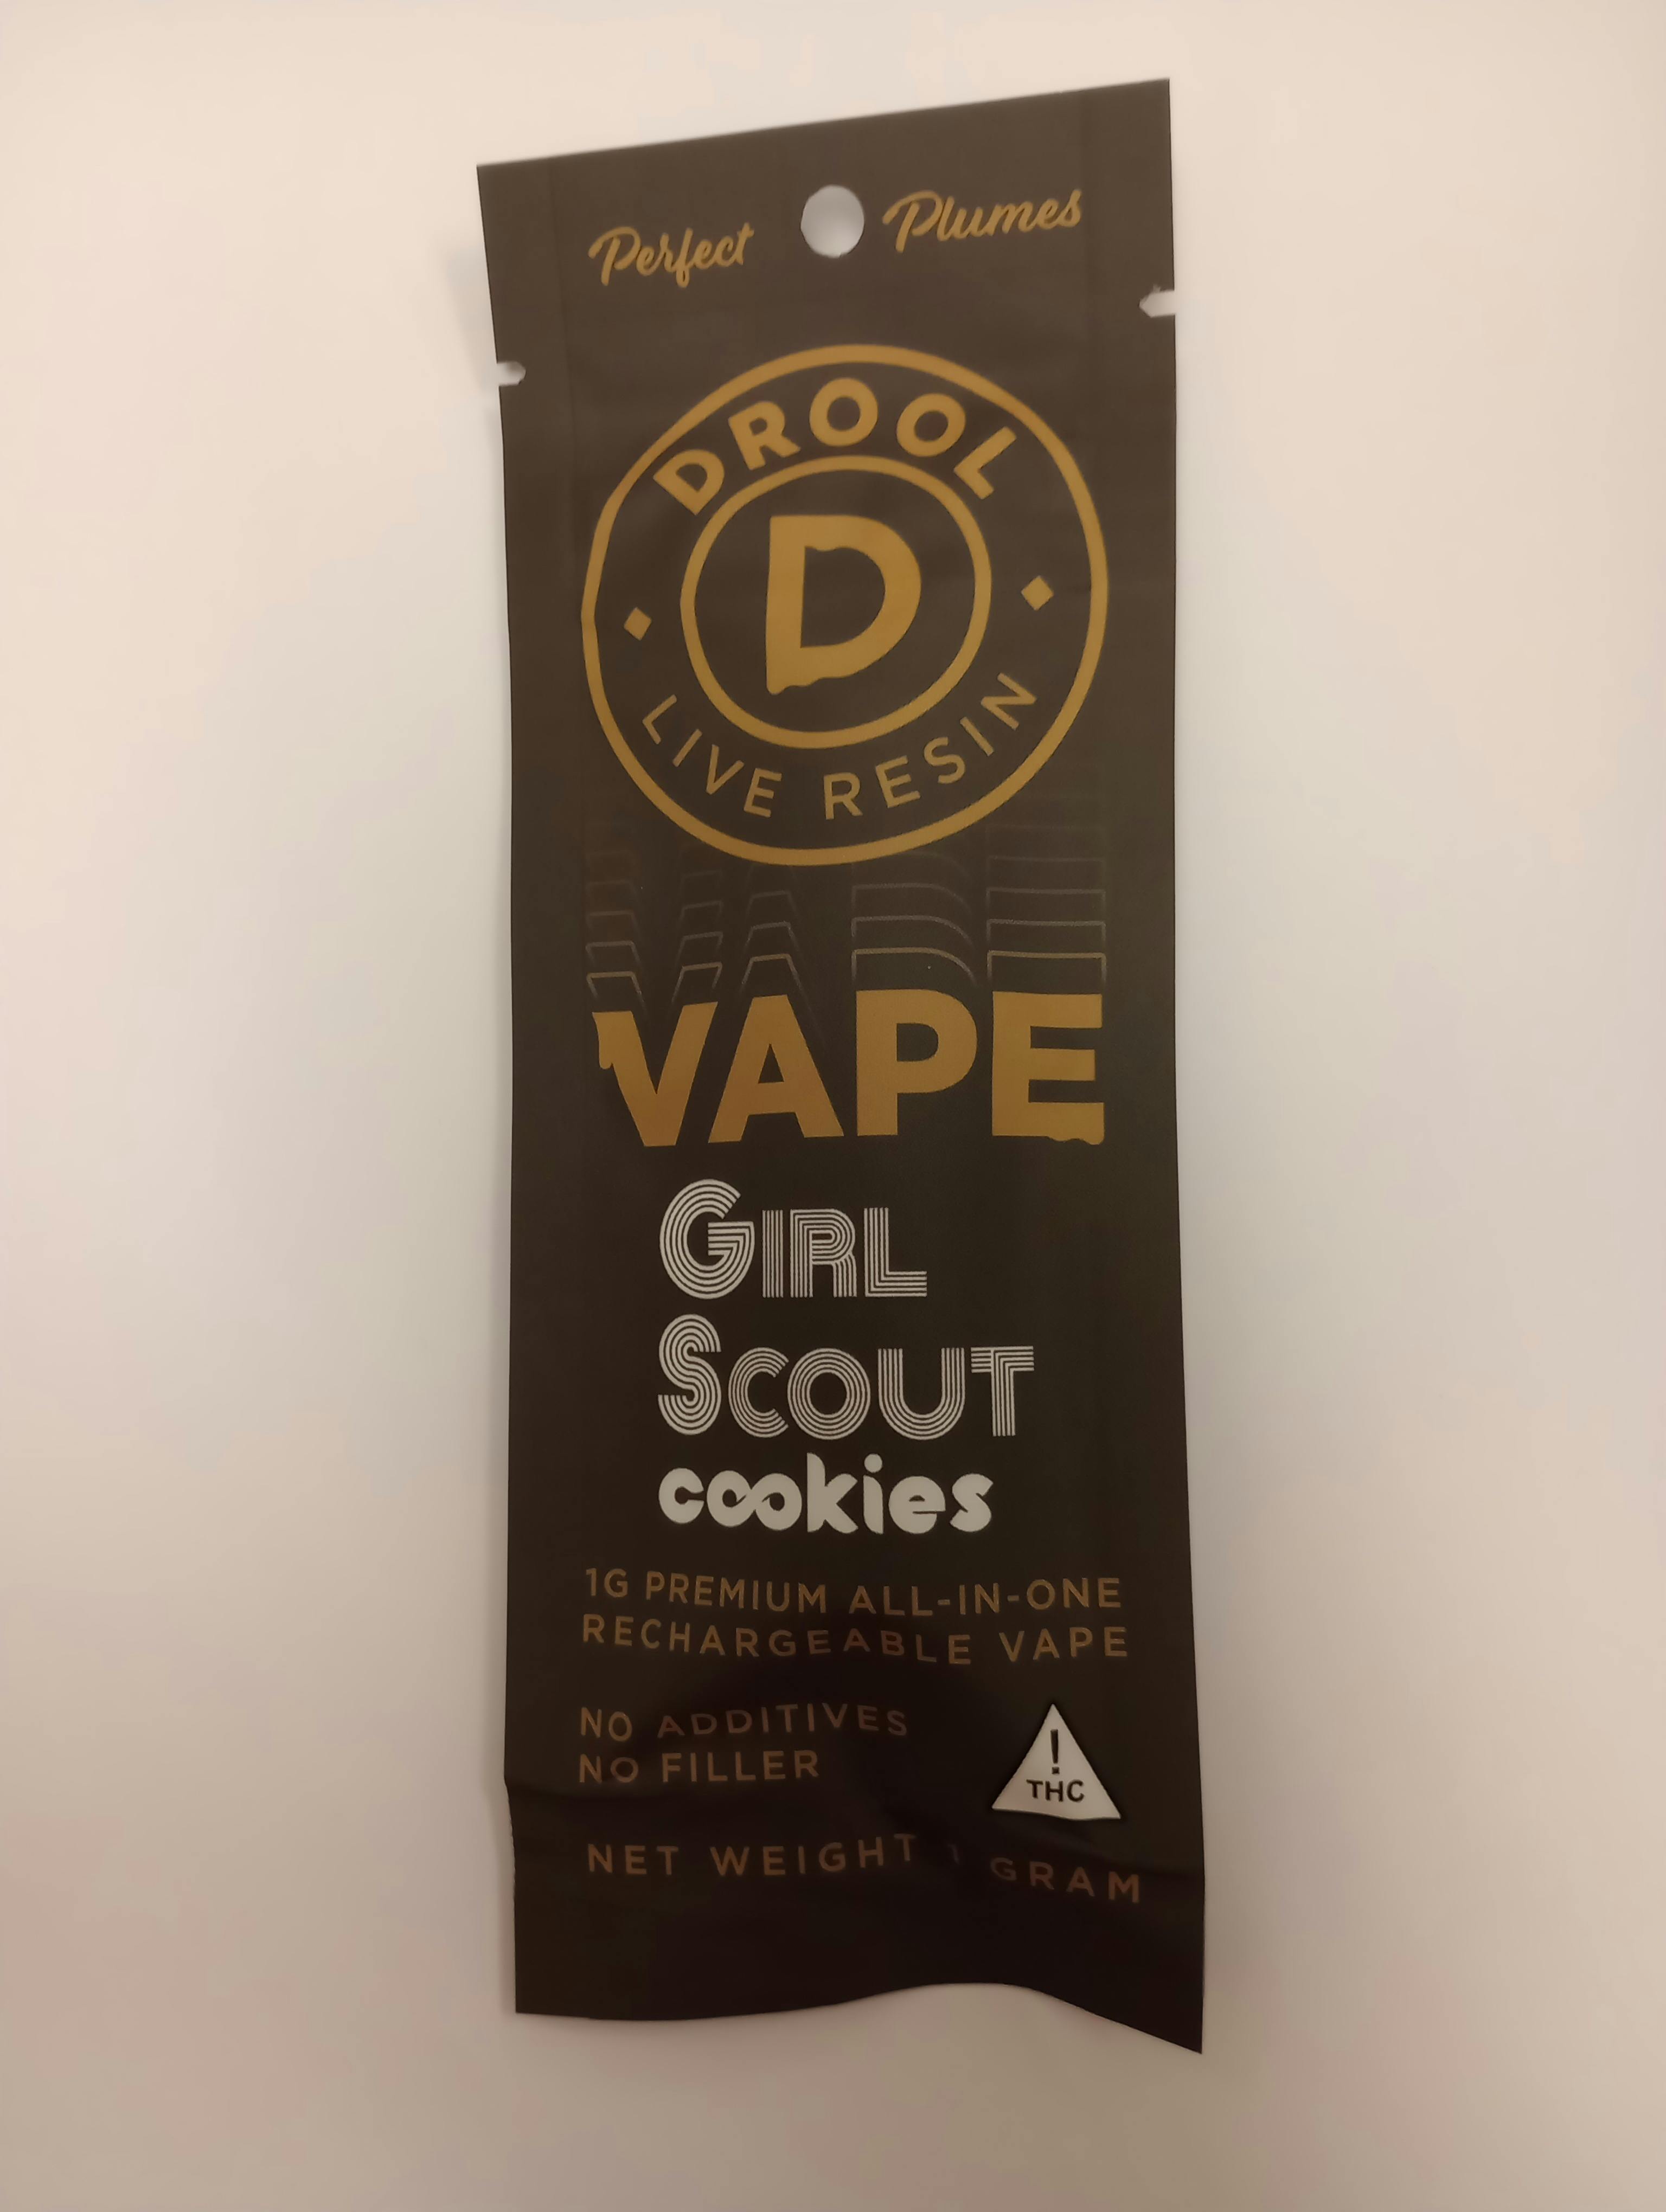 Perfect Plumes
DROOL
D
LIVE RESIN
VAPE
GIRL
SCOUT
cookies
1G PREMIUM ALL-IN-ONE
RECHARGEABLE VAPE
NO ADDITIVES
NO FILLER
!
THC
NET WEIGHT 1 GRAM